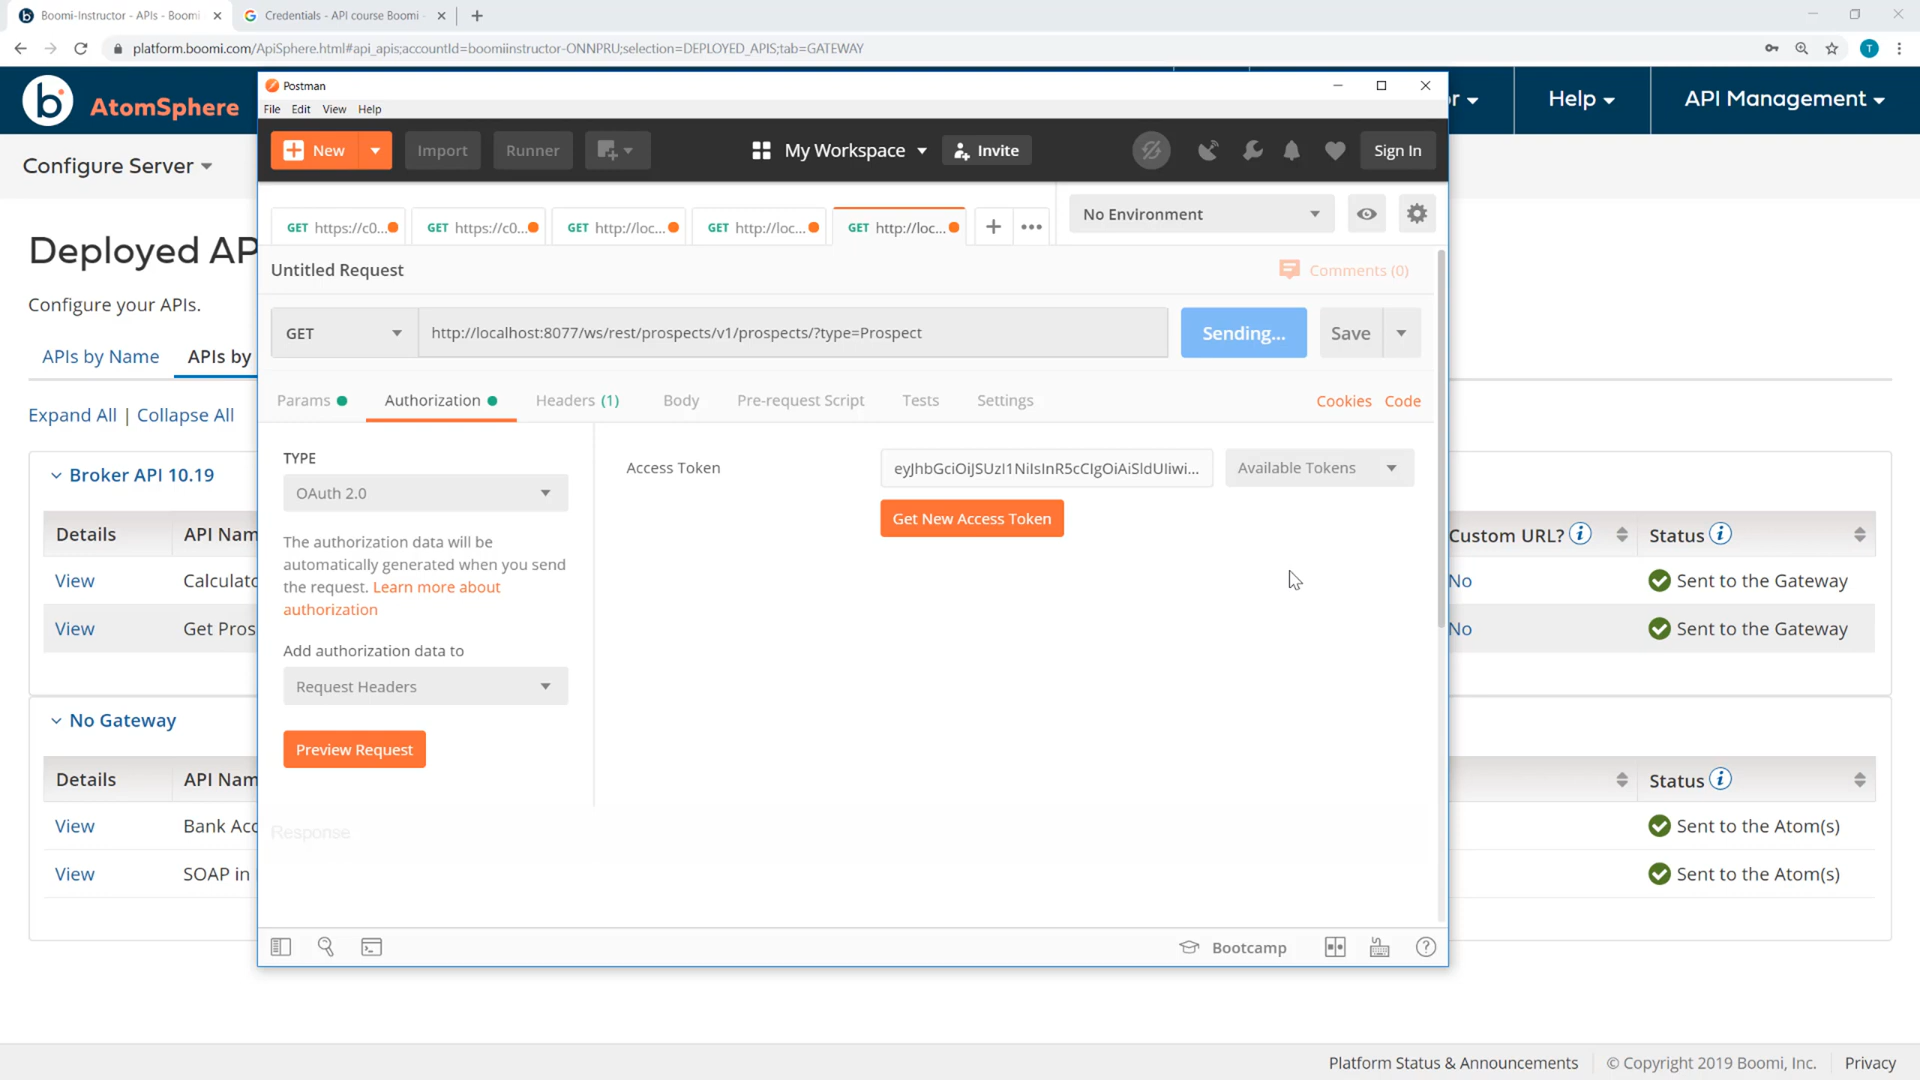 Boomi-Instructor - APIs - Boomi
Credentials - API course Boomi -
platform.boomi.com/ApiSphere.html#api_apis;accountId=boomiinstructor-ONNPRU;selection=DEPLOYED_APIS;tab=GATEWAY
T
b AtomSphere
Help
API Management
Configure Server
Deployed AP
Configure your APIs.
APIs by Name
APIs by
Expand All | Collapse All
Broker API 10.19
Details
API Nam
Custom URL?
Status
View
Calculato
No
Sent to the Gateway
View
Get Pros
No
Sent to the Gateway
No Gateway
Details
API Nam
Status
View
Bank Acc
Sent to the Atom(s)
View
SOAP in
Sent to the Atom(s)
Postman
File Edit View Help
New
Import
Runner
My Workspace
Invite
Sign In
GET https://c0...
GET https://c0...
GET http://loc...
GET http://loc...
GET http://loc...
No Environment
Untitled Request
Comments (0)
GET
http://localhost:8077/ws/rest/prospects/v1/prospects/?type=Prospect
Sending...
Save
Params
Authorization
Headers (1)
Body
Pre-request Script
Tests
Settings
Cookies
Code
TYPE
OAuth 2.0
The authorization data will be
automatically generated when you send
the request. Learn more about
authorization
Add authorization data to
Request Headers
Preview Request
Access Token
Available Tokens
Get New Access Token
Response
Bootcamp
Platform Status & Announcements
© Copyright 2019 Boomi, Inc.
Privacy